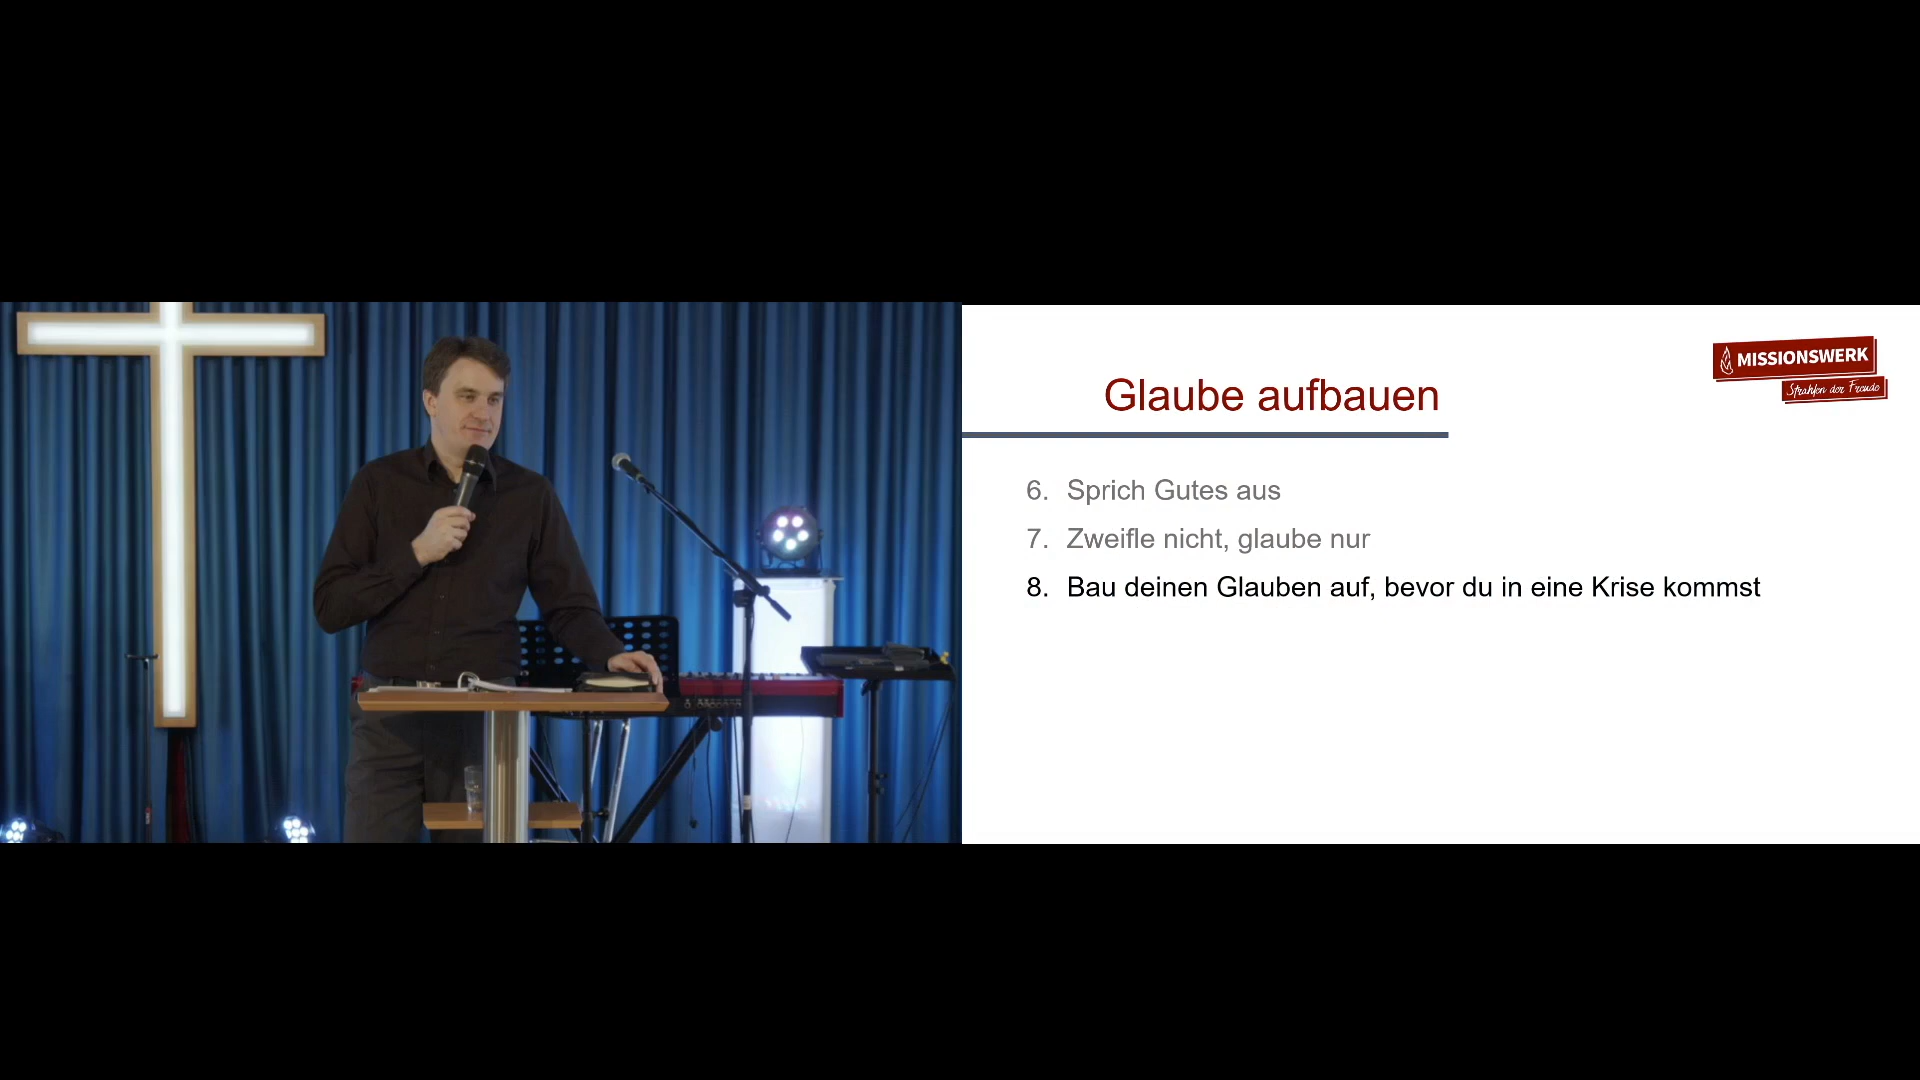 MISSIONSWERK
Strahlen der Freude
Glaube aufbauen
6. Sprich Gutes aus
7. Zweifle nicht, glaube nur
8. Bau deinen Glauben auf, bevor du in eine Krise kommst